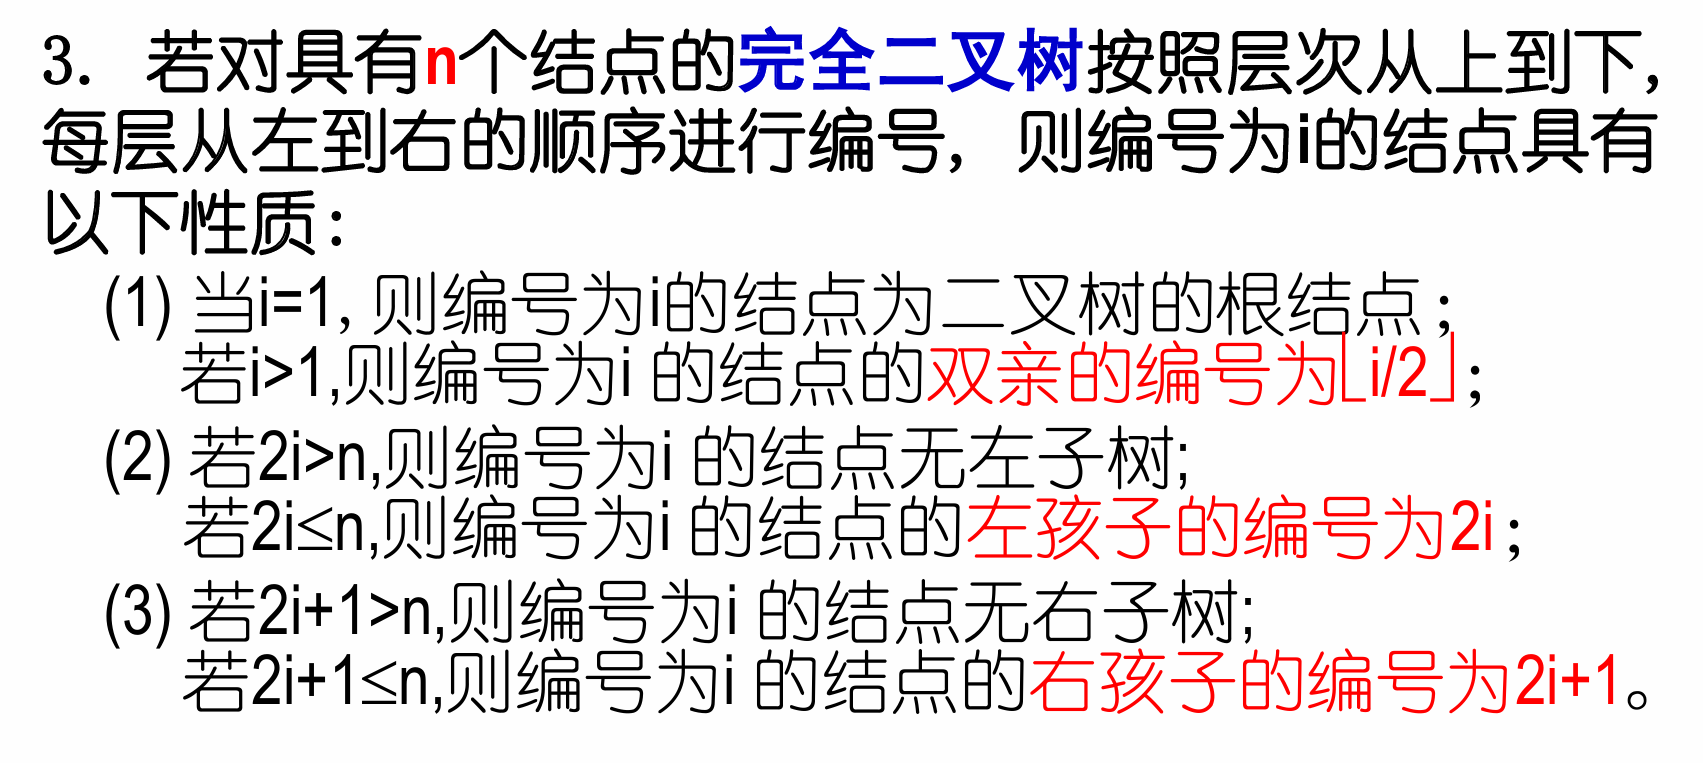 3. 若对具有n个结点的完全二叉树按照层次从上到下,
每层从左到右的顺序进行编号, 则编号为i的结点具有
以下性质:
(1) 当i=1, 则编号为i的结点为二叉树的根结点;
若i>1,则编号为i 的结点的双亲的编号为⌊i/2⌋;
(2) 若2i>n,则编号为i 的结点无左子树;
若2i≤n,则编号为i 的结点的左孩子的编号为2i;
(3) 若2i+1>n,则编号为i 的结点无右子树;
若2i+1≤n,则编号为i 的结点的右孩子的编号为2i+1。